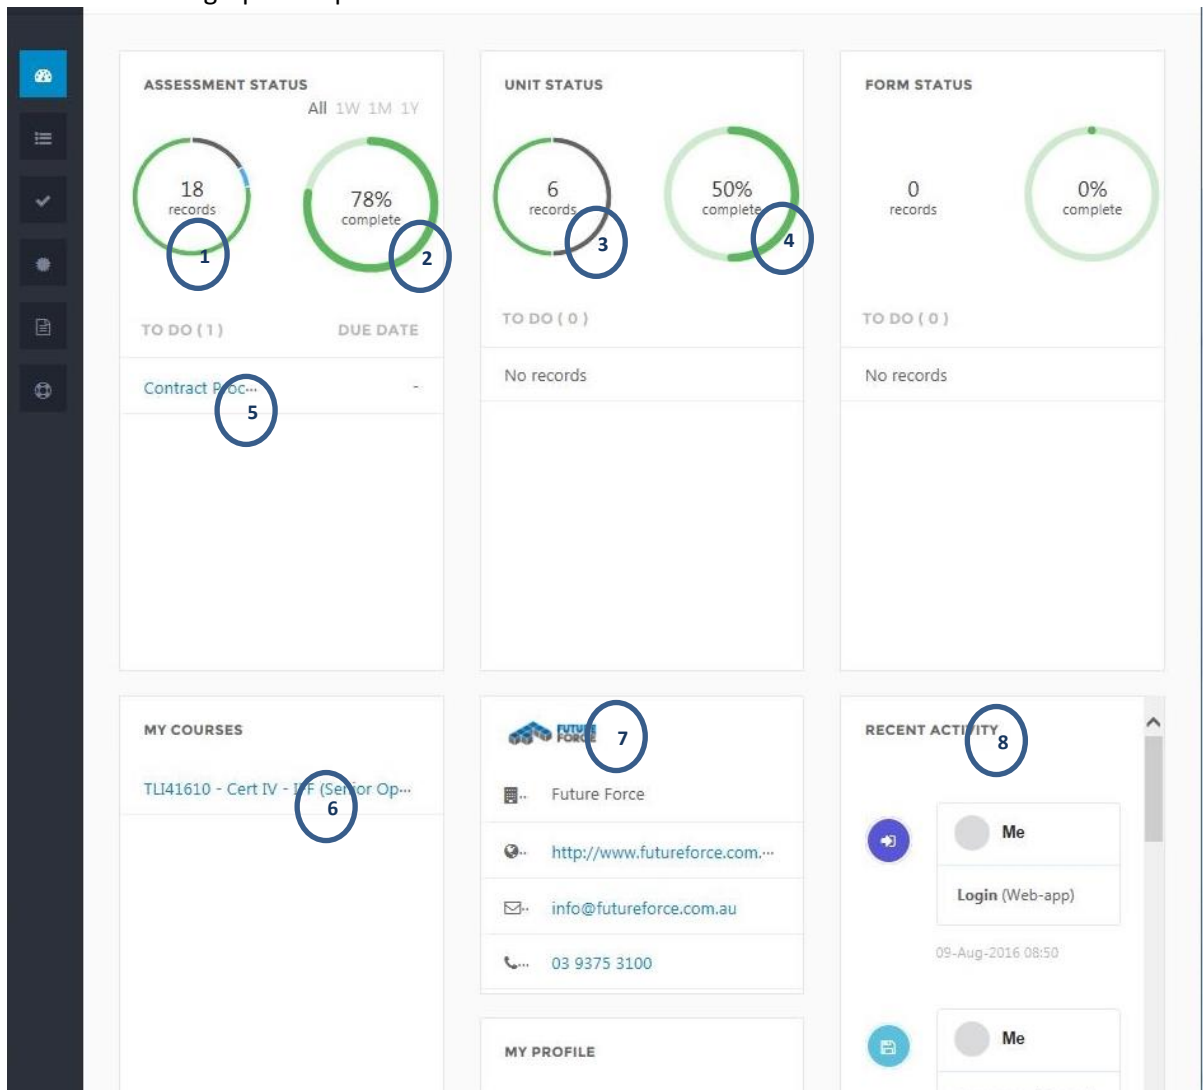 ASSESSMENT STATUS
All 1W 1M 1Y
18
records
1
78%
complete
2
TO DO ( 1 )
DUE DATE
Contract Proc...
-
5
UNIT STATUS
6
records
3
50%
complete
4
TO DO ( 0 )
No records
FORM STATUS
0
records
0%
complete
TO DO ( 0 )
No records
MY COURSES
TLI41610 - Cert IV - IFF (Senior Op...
6
FUTURE
FORCE
7
Future Force
http://www.futureforce.com....
info@futureforce.com.au
03 9375 3100
MY PROFILE
RECENT ACTIVITY
8
Me
Login (Web-app)
09-Aug-2016 08:50
Me